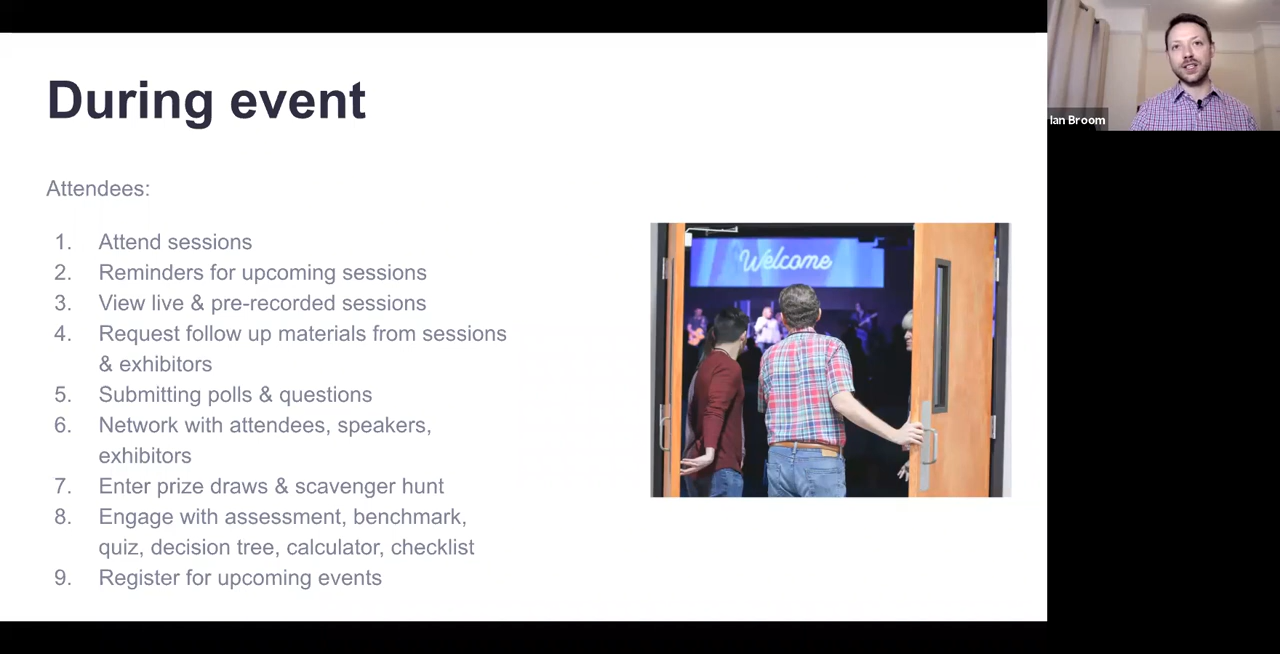 During event
Attendees:
1. Attend sessions
2. Reminders for upcoming sessions
3. View live & pre-recorded sessions
4. Request follow up materials from sessions
& exhibitors
5. Submitting polls & questions
6. Network with attendees, speakers,
exhibitors
7. Enter prize draws & scavenger hunt
8. Engage with assessment, benchmark,
quiz, decision tree, calculator, checklist
9. Register for upcoming events
Welcome
Ian Broom